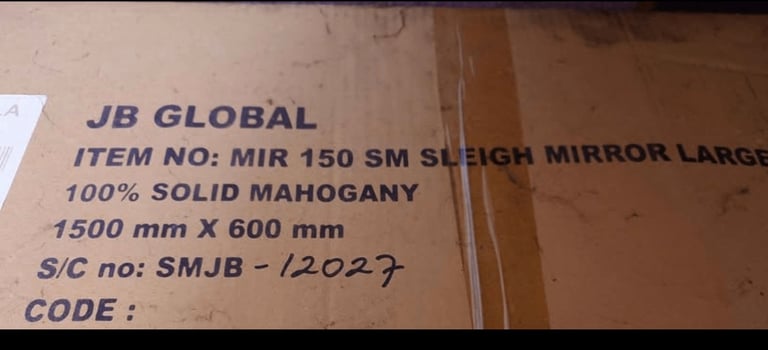 JB GLOBAL
ITEM NO: MIR 150 SM SLEIGH MIRROR LARGE
100% SOLID MAHOGANY
1500 mm X 600 mm
S/C no: SMJB - 12027
CODE :